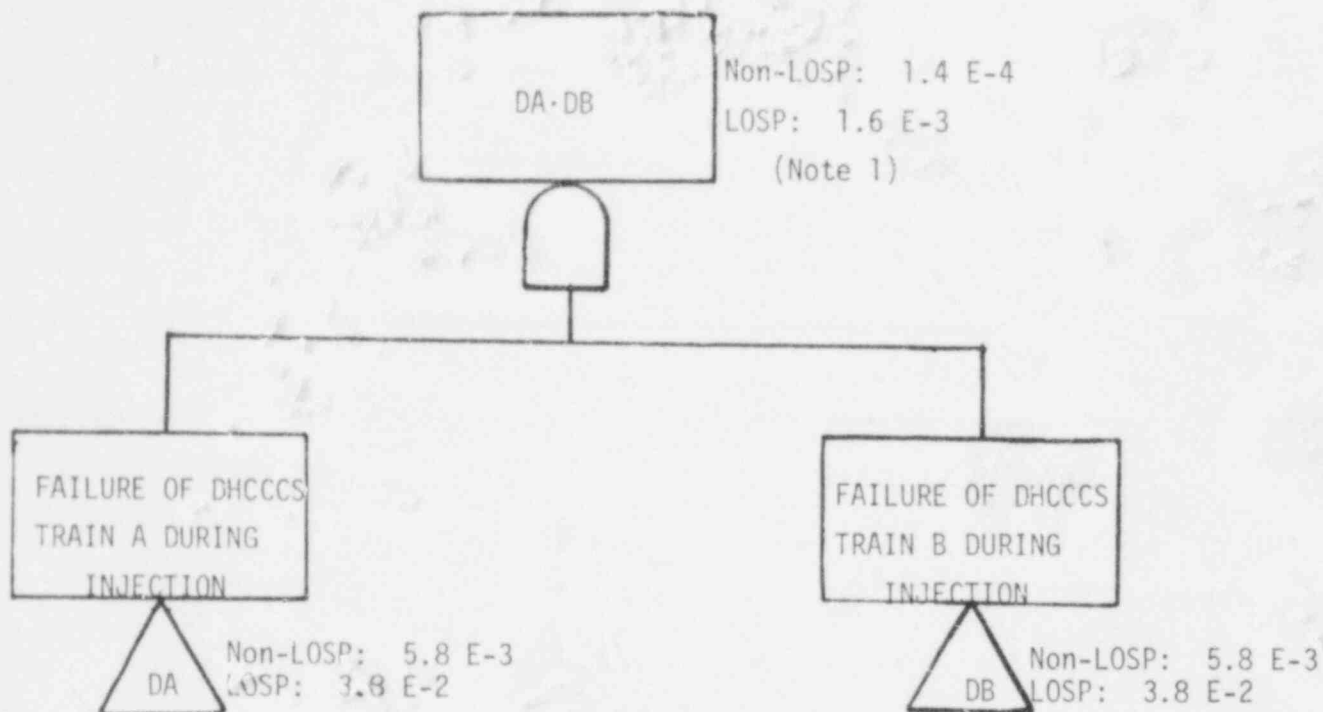 DA·DB
Non-LOSP: 1.4 E-4
LOSP: 1.6 E-3
(Note 1)
FAILURE OF DHCCCS
TRAIN A DURING
INJECTION
FAILURE OF DHCCCS
TRAIN B DURING
INJECTION
DA
Non-LOSP: 5.8 E-3
LOSP: 3.8 E-2
DB
Non-LOSP: 5.8 E-3
LOSP: 3.8 E-2